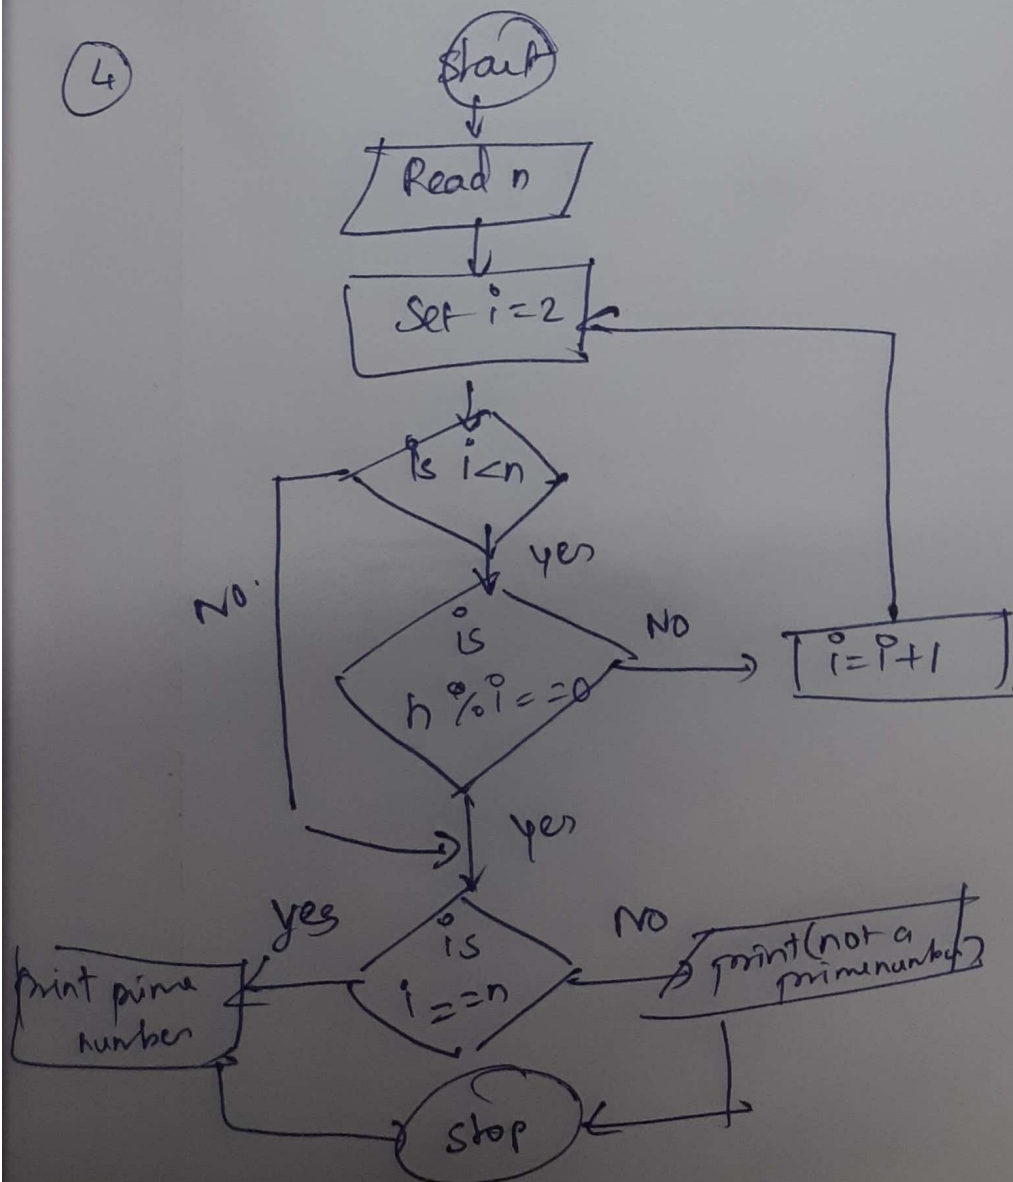 4
Start
Read n
Set i=2
Is i<n
yes
NO.
is
n%i==0
NO
i=i+1
yes
yes
is
i==n
NO
print prime
number
print(not a
primenumber)
stop